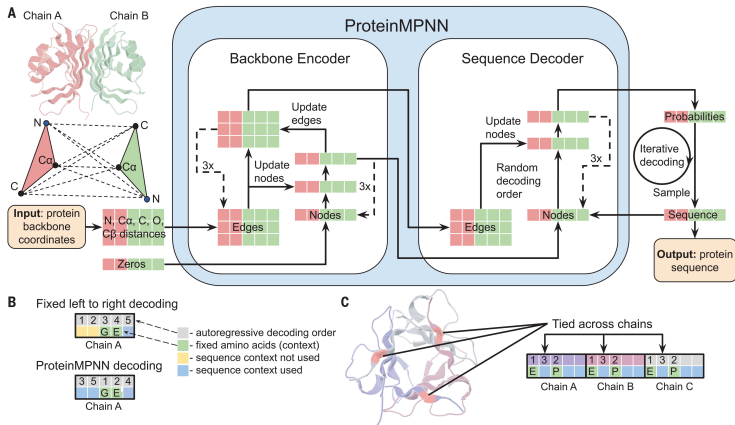 A
Chain A
Chain B
N
C
Cα
Cα
C
N
Input: protein
backbone
coordinates
N, Cα, C, O,
Cβ distances
Zeros
ProteinMPNN
Backbone Encoder
Update
edges
3x
Update
nodes
3x
Edges
Nodes
Sequence Decoder
Update
nodes
Random
decoding
order
3x
Edges
Nodes
Probabilities
Iterative
decoding
Sample
Sequence
Output: protein
sequence
B
Fixed left to right decoding
1 2 3 4 5
G E
Chain A
ProteinMPNN decoding
3 5 1 2 4
G E
Chain A
- autoregressive decoding order
- fixed amino acids (context)
- sequence context not used
- sequence context used
C
Tied across chains
1 3 2 1 3 2 1 3 2
E P E P E P
Chain A Chain B Chain C